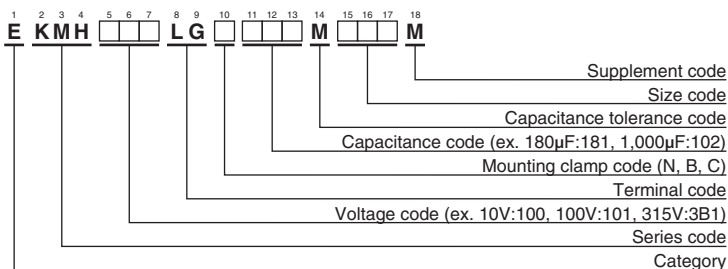 1 2 3 4 5 6 7 8 9 10 11 12 13 14 15 16 17 18
E KMH □□□ LG □ □□□ M □□□ M
Supplement code
Size code
Capacitance tolerance code
Capacitance code (ex. 180μF:181, 1,000μF:102)
Mounting clamp code (N, B, C)
Terminal code
Voltage code (ex. 10V:100, 100V:101, 315V:3B1)
Series code
Category